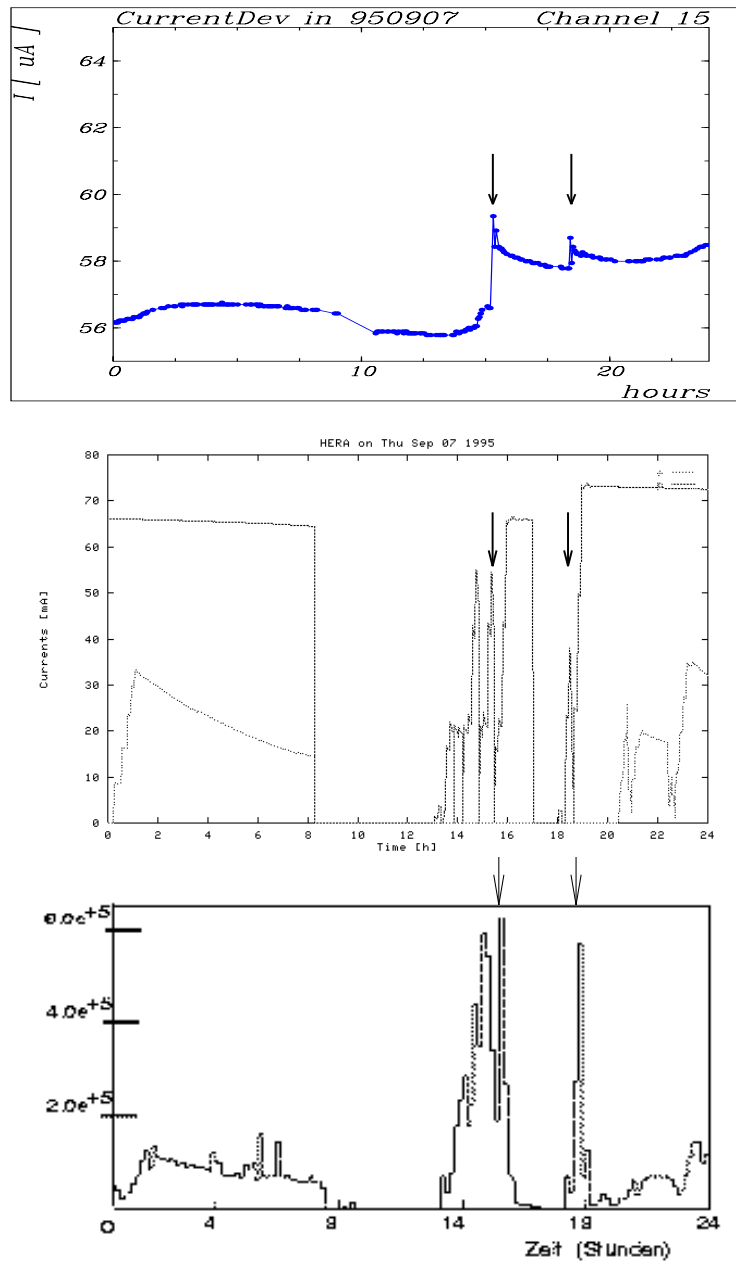 CurrentDev in 950907 Channel 15
I [ uA ]
64
62
60
58
56
0 10 20
hours
HERA on Thu Sep 07 1995
Currents [mA]
80
70
60
50
40
30
20
10
0
0 2 4 6 8 10 12 14 16 18 20 22 24
Time [h]
4.0e+5
2.0e+5
0 4 9 14 19 24
Zeit (Stunden)